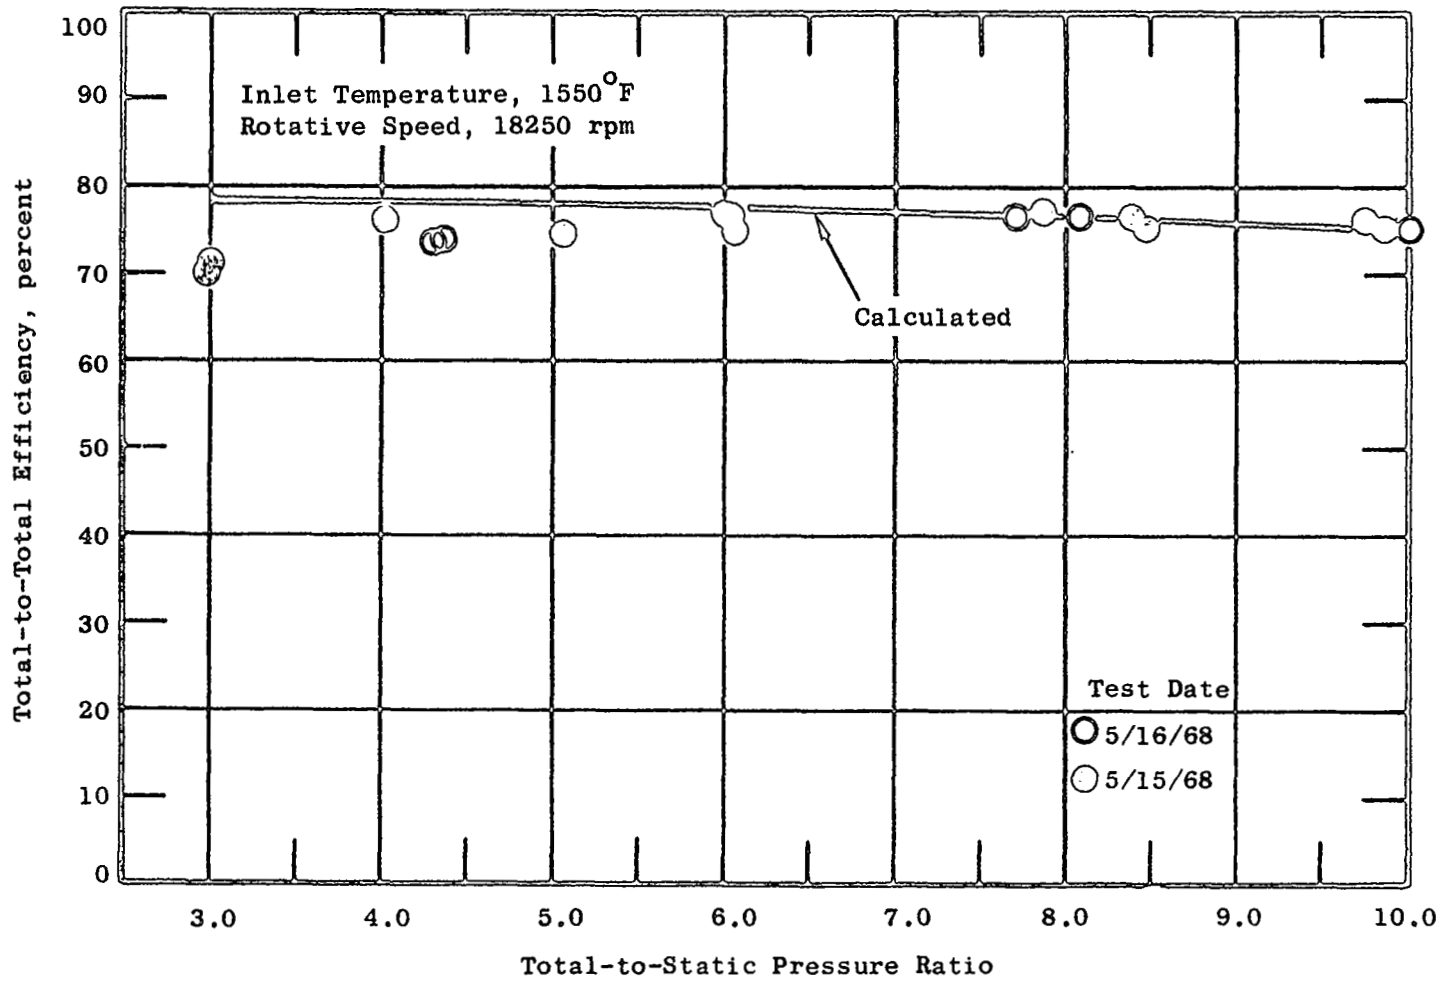 100
90
80
70
60
50
40
30
20
10
0
Total-to-Total Efficiency, percent
Inlet Temperature, 1550°F
Rotative Speed, 18250 rpm
Calculated
Test Date
5/16/68
5/15/68
3.0 4.0 5.0 6.0 7.0 8.0 9.0 10.0
Total-to-Static Pressure Ratio